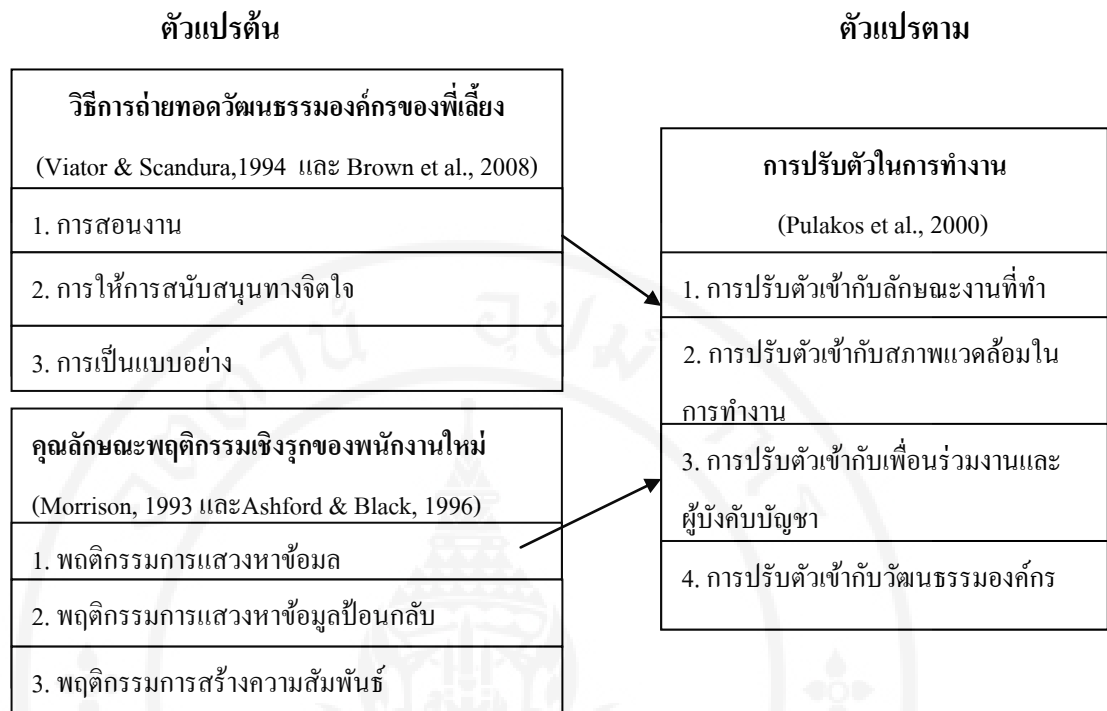 ตัวแปรต้น
ตัวแปรตาม
วิธีการถ่ายทอดวัฒนธรรมองค์กรของพี่เลี้ยง
(Viator & Scandura,1994 และ Brown et al., 2008)
1. การสอนงาน
2. การให้การสนับสนุนทางจิตใจ
3. การเป็นแบบอย่าง
คุณลักษณะพฤติกรรมเชิงรุกของพนักงานใหม่
(Morrison, 1993 และAshford & Black, 1996)
1. พฤติกรรมการแสวงหาข้อมูล
2. พฤติกรรมการแสวงหาข้อมูลป้อนกลับ
3. พฤติกรรมการสร้างความสัมพันธ์
การปรับตัวในการทำงาน
(Pulakos et al., 2000)
1. การปรับตัวเข้ากับลักษณะงานที่ทำ
2. การปรับตัวเข้ากับสภาพแวดล้อมใน
การทำงาน
3. การปรับตัวเข้ากับเพื่อนร่วมงานและ
ผู้บังคับบัญชา
4. การปรับตัวเข้ากับวัฒนธรรมองค์กร